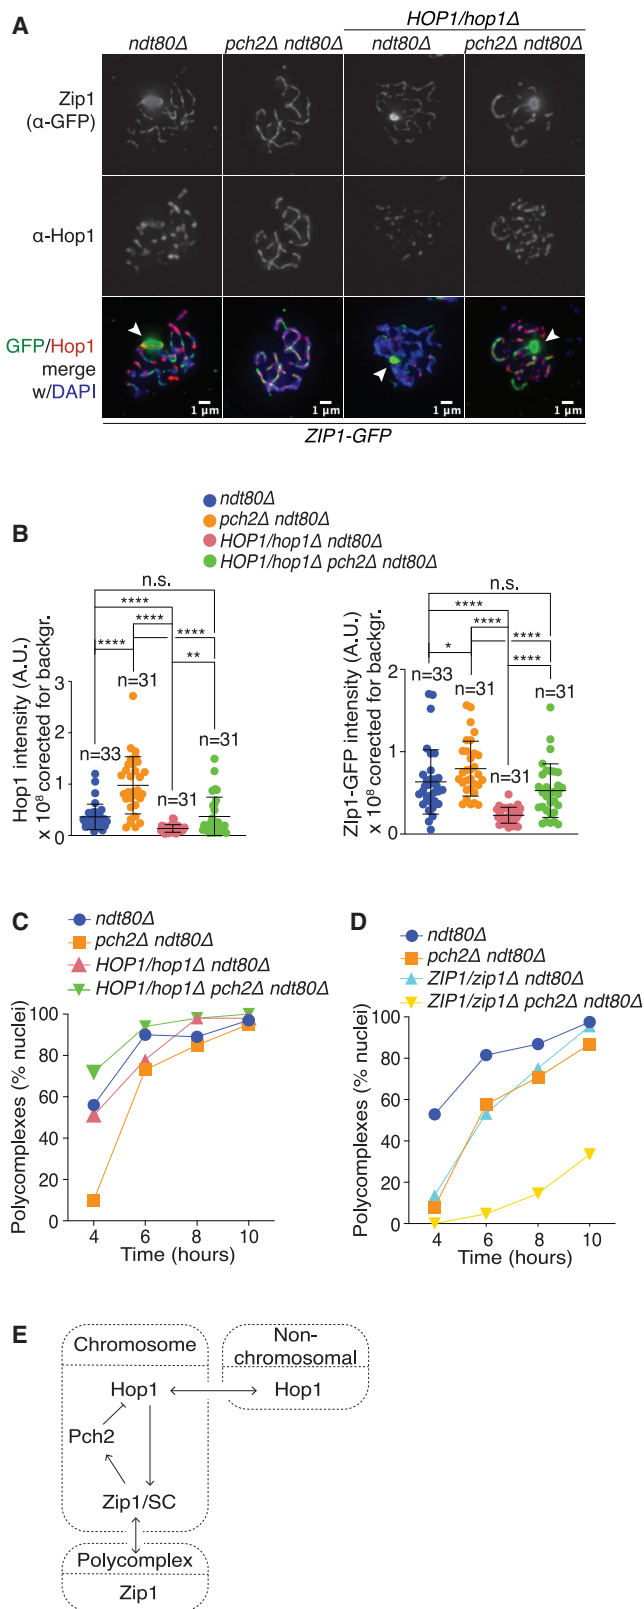 A
HOP1/hop1Δ
ndt80Δ pch2Δ ndt80Δ ndt80Δ pch2Δ ndt80Δ
Zip1
(α-GFP)
α-Hop1
GFP/Hop1
merge
w/DAPI
1 µm 1 µm 1 µm 1 µm
ZIP1-GFP
B
ndt80Δ
pch2Δ ndt80Δ
HOP1/hop1Δ ndt80Δ
HOP1/hop1Δ pch2Δ ndt80Δ
Hop1 intensity (A.U.)
x 10⁸ corected for backgr.
n.s.
****
**** ****
**** **
n=31
n=33 n=31
n=31
3
2
1
0
ZIp1-GFP intensity (A.U.)
x 10⁸ corected for backgr.
n.s.
****
**** ****
* ****
n=33 n=31 n=31
n=31
2
1
0
C
ndt80Δ
pch2Δ ndt80Δ
HOP1/hop1Δ ndt80Δ
HOP1/hop1Δ pch2Δ ndt80Δ
Polycomplexes (% nuclei)
100
80
60
40
20
0
4 6 8 10
Time (hours)
D
ndt80Δ
pch2Δ ndt80Δ
ZIP1/zip1Δ ndt80Δ
ZIP1/zip1Δ pch2Δ ndt80Δ
Polycomplexes (% nuclei)
100
80
60
40
20
0
4 6 8 10
Time (hours)
E
Chromosome
Non-
chromosomal
Hop1 Hop1
Pch2
Zip1/SC
Polycomplex
Zip1